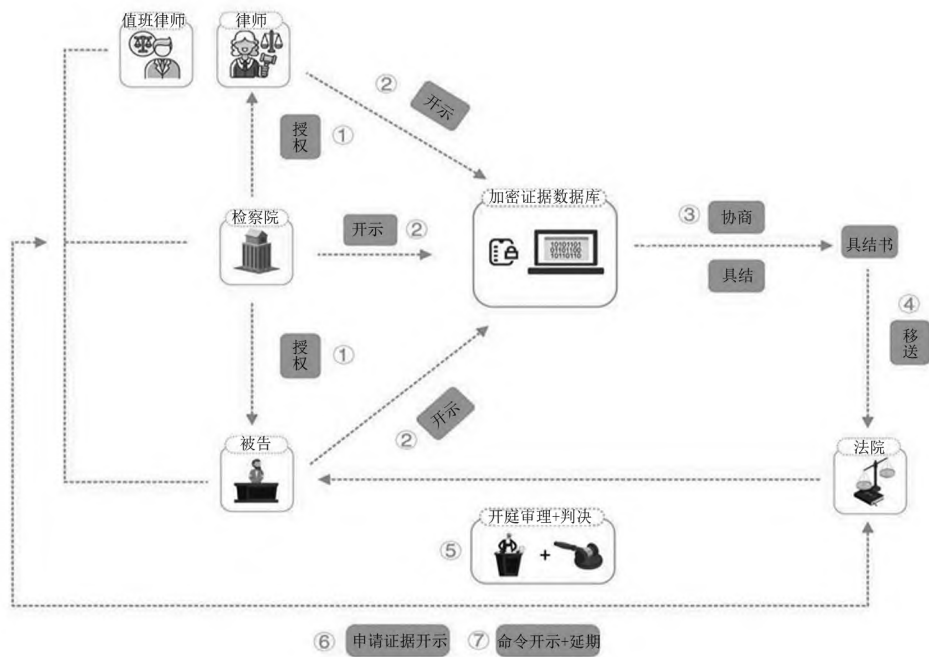 值班律师
律师
② 开示
授权 ①
加密证据数据库
10101101
01101100
10110110
检察院
开示 ②
③ 协商
具结
具结书
④
移送
授权 ①
② 开示
被告
法院
开庭审理+判决
⑤
+
⑥ 申请证据开示 ⑦ 命令开示+延期